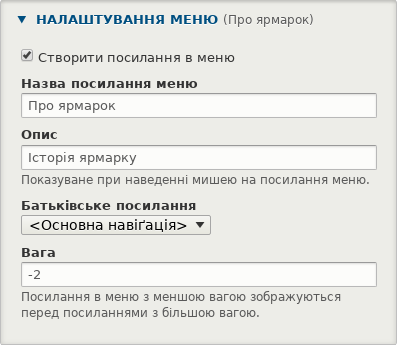 НАЛАШТУВАННЯ МЕНЮ (Про ярмарок)
Створити посилання в меню
Назва посилання меню
Про ярмарок
Опис
Історія ярмарку
Показуване при наведенні мишею на посилання меню.
Батьківське посилання
<Основна навіґація>
Вага
-2
Посилання в меню з меншою вагою зображуються
перед посиланнями з більшою вагою.